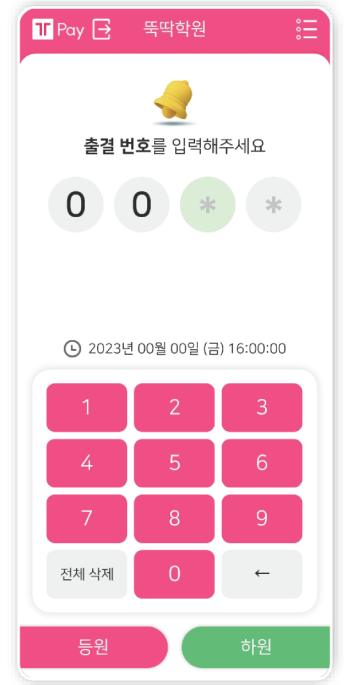 T Pay 뚝딱학원
출결 번호를 입력해주세요
0 0 * *
2023년 00월 00일 (금) 16:00:00
1 2 3
4 5 6
7 8 9
전체 삭제 0 ←
등원 하원